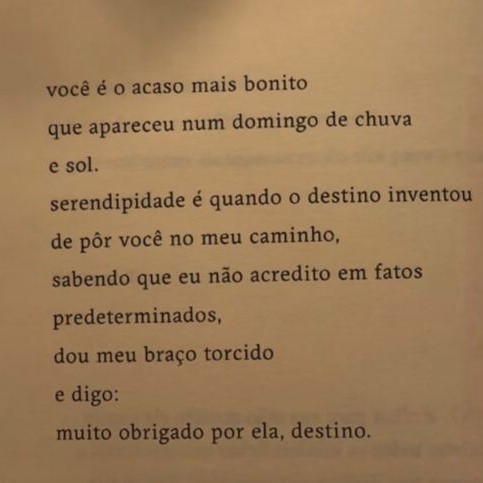 você é o acaso mais bonito
que apareceu num domingo de chuva
e sol.
serendipidade é quando o destino inventou
de pôr você no meu caminho,
sabendo que eu não acredito em fatos
predeterminados,
dou meu braço torcido
e digo:
muito obrigado por ela, destino.